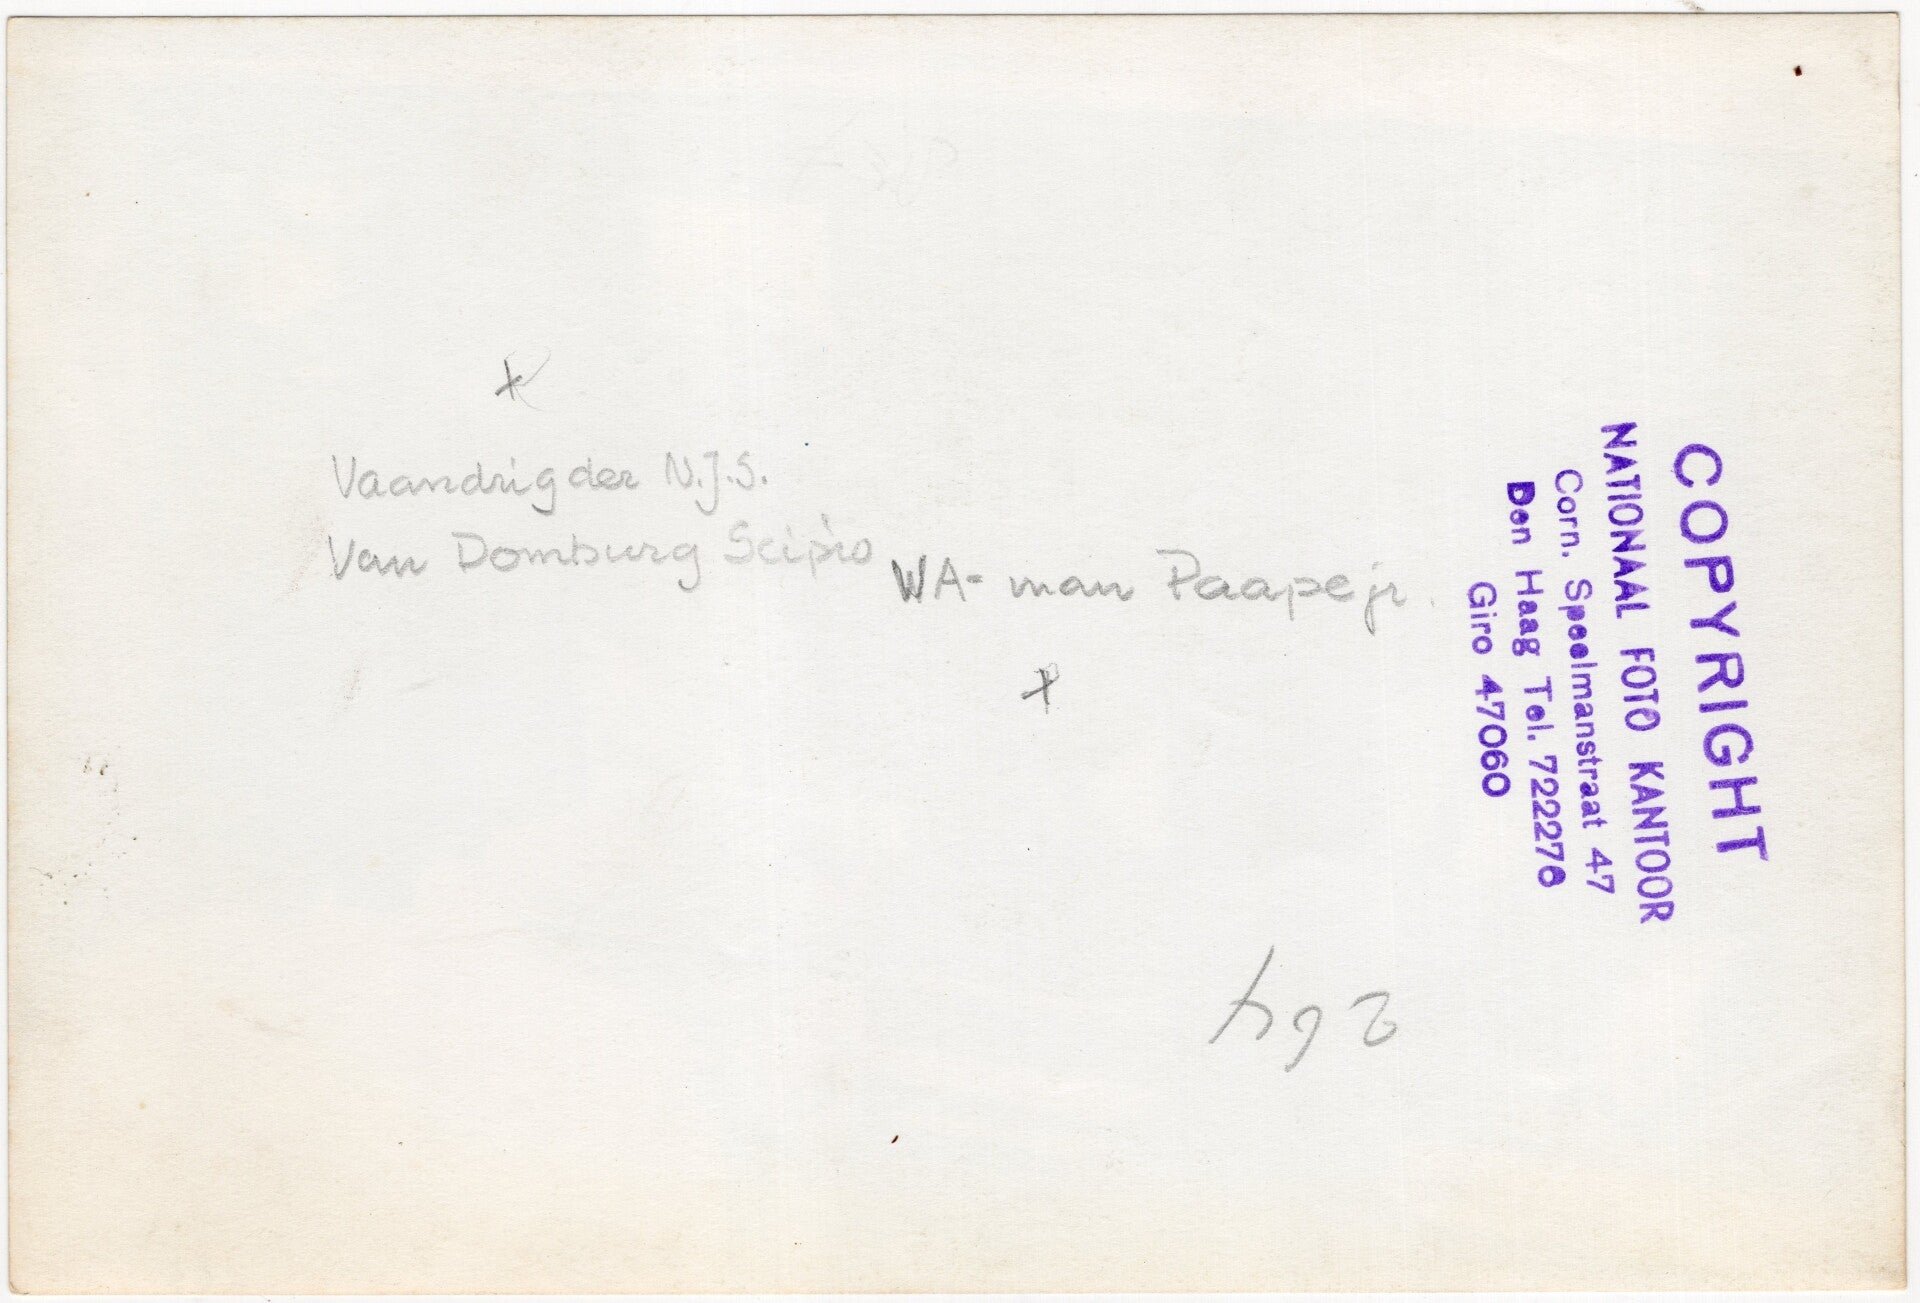 Vaandrig der N.J.S.
Van Domburg Scipio
WA- man Paape jr.
COPYRIGHT
NATIONAAL FOTO KANTOOR
Corn. Speelmanstraat 47
Den Haag Tel. 722276
Giro 47060
264